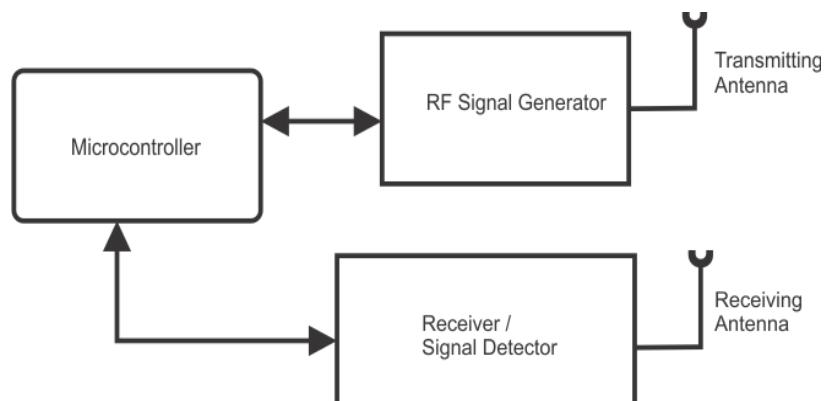 Transmitting
Antenna
RF Signal Generator
Microcontroller
Receiving
Antenna
Receiver /
Signal Detector